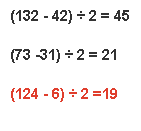 (132 - 42) ÷ 2 = 45
(73 -31) ÷ 2 = 21
(124 - 6) ÷ 2 =19